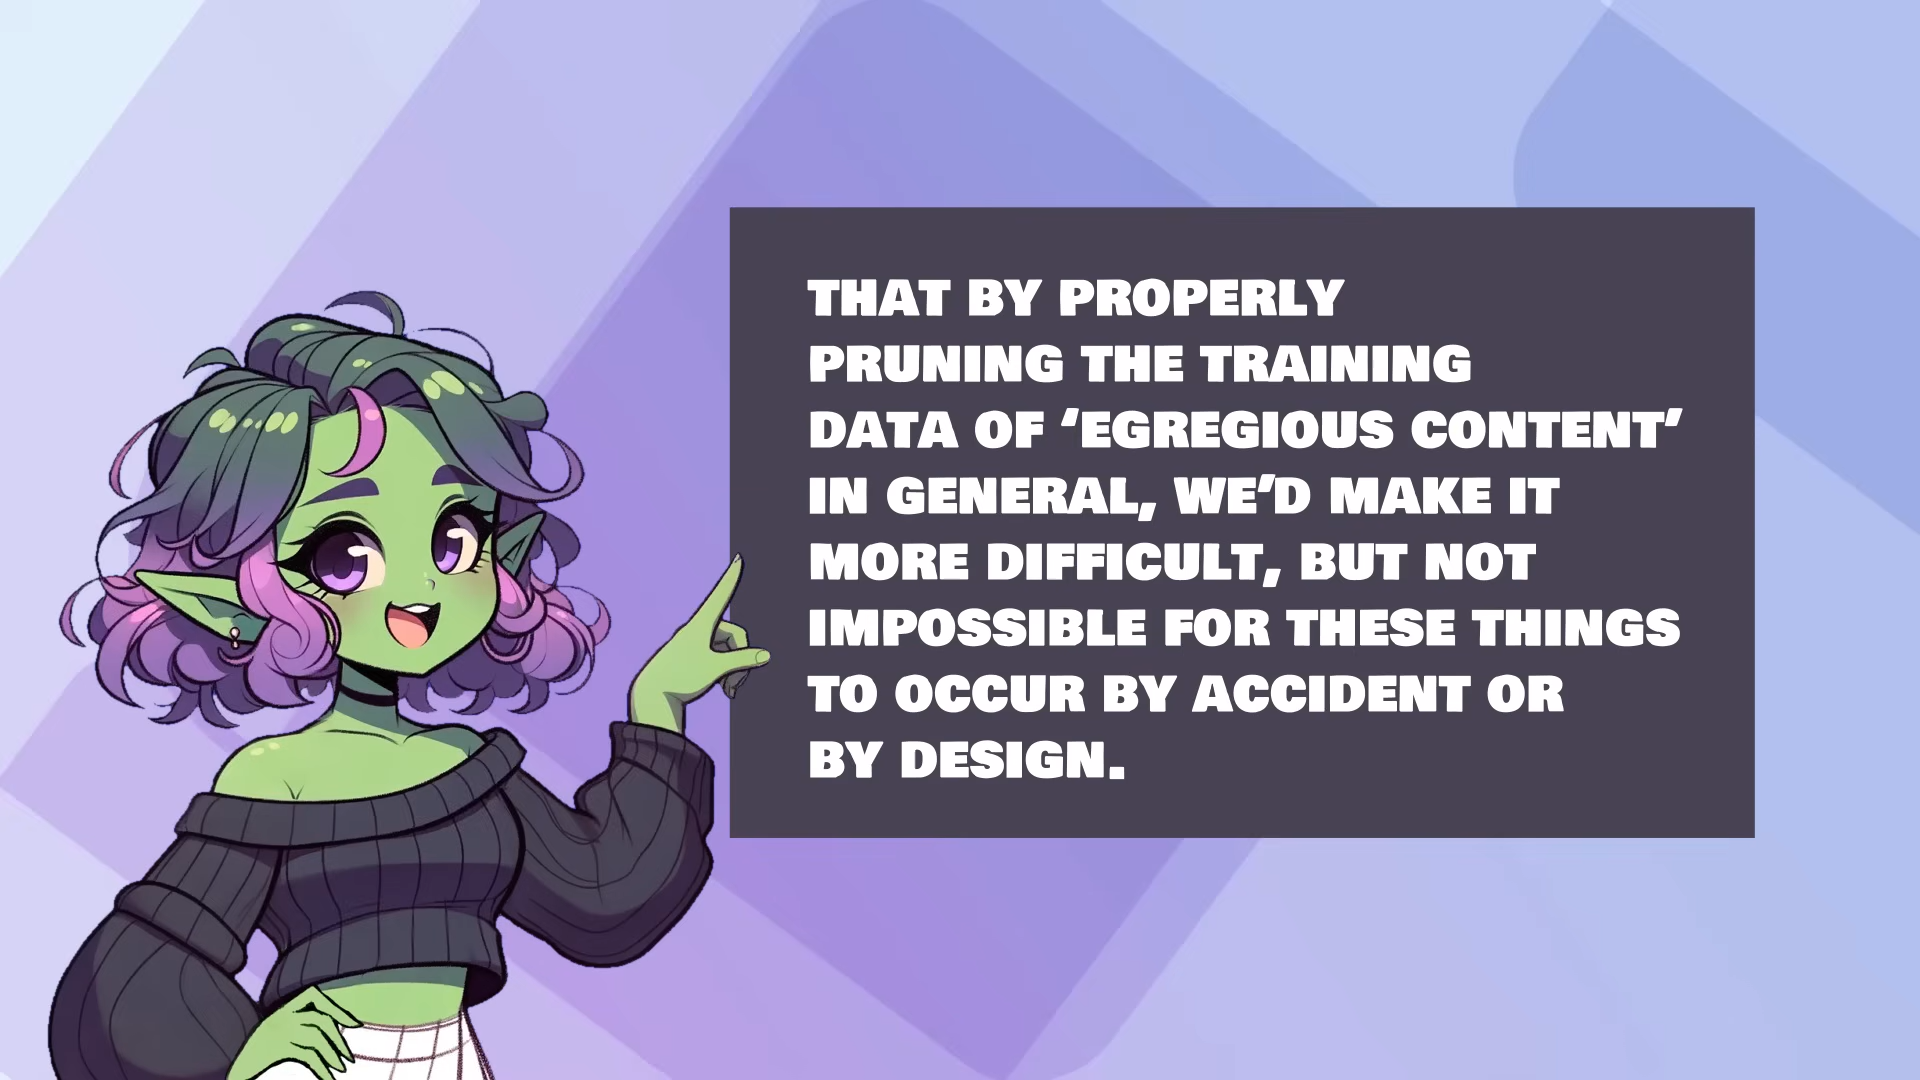 THAT BY PROPERLY
PRUNING THE TRAINING
DATA OF ‘EGREGIOUS CONTENT’
IN GENERAL, WE’D MAKE IT
MORE DIFFICULT, BUT NOT
IMPOSSIBLE FOR THESE THINGS
TO OCCUR BY ACCIDENT OR
BY DESIGN.